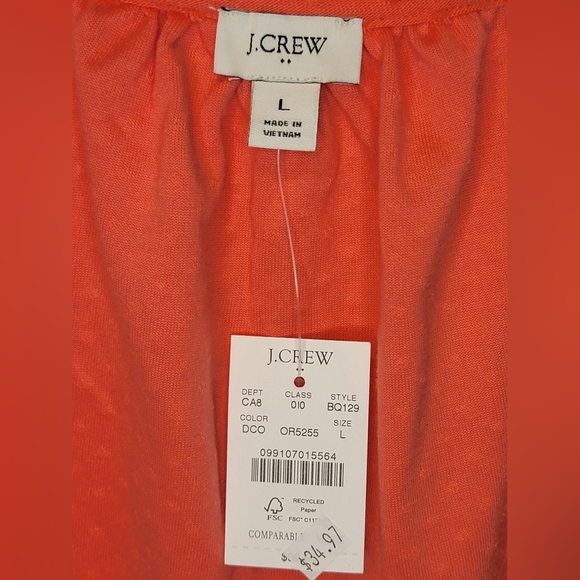 J.CREW
L
MADE IN
VIETNAM
J.CREW
DEPT CLASS STYLE
CA8 010 BQ129
COLOR SIZE
DCO OR5255 L
099107015564
RECYCLED
Paper
FSC FSC®
$34.97